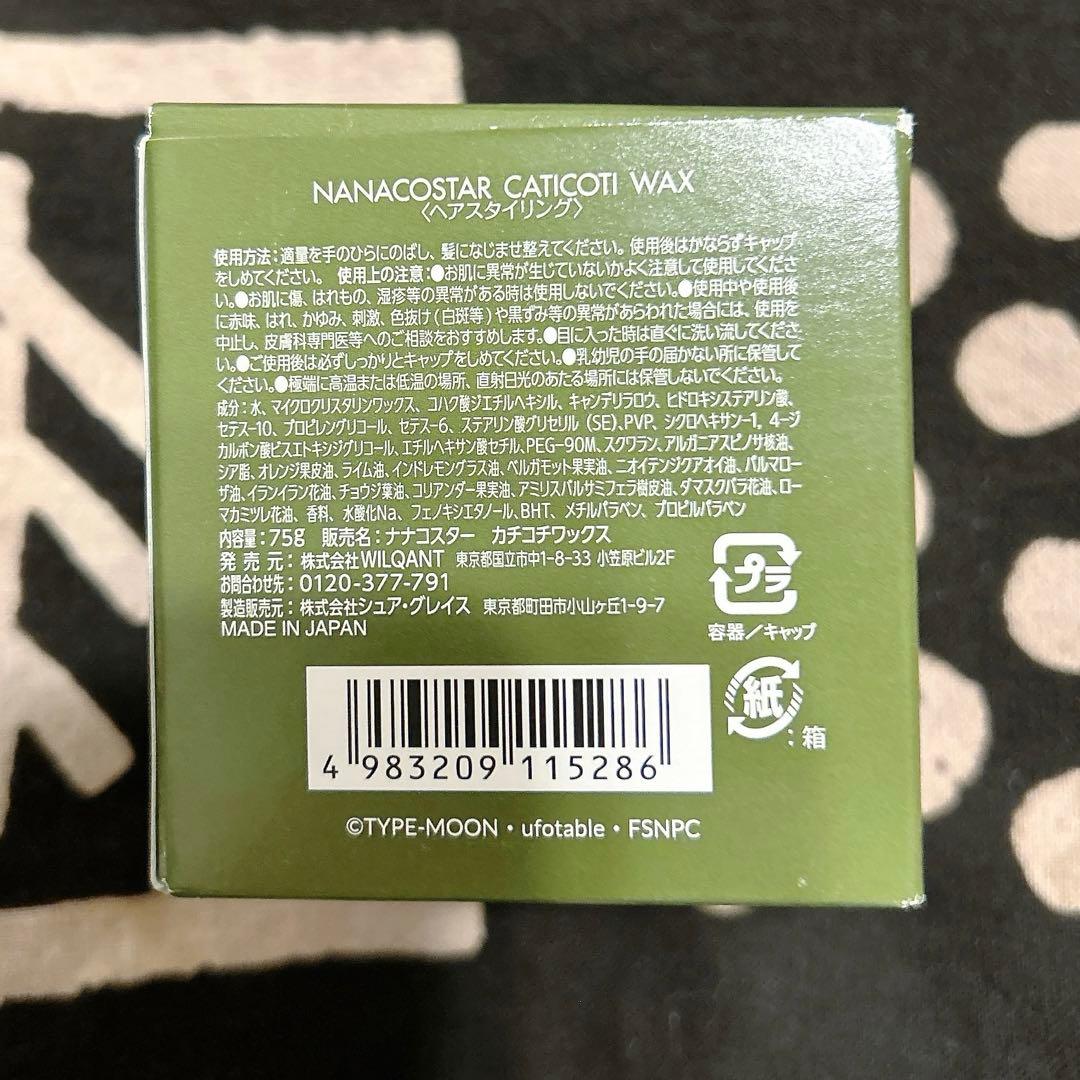 NANACOSTAR CATICOTI WAX
〈ヘアスタイリング〉
使用方法：適量を手のひらにのばし、髪になじませ整えてください。使用後はかならずキャップ
をしめてください。 使用上の注意：●お肌に異常が生じていないかよく注意して使用してくださ
い。●お肌に傷、はれもの、湿疹等の異常がある時は使用しないでください。●使用中や使用後
に赤味、はれ、かゆみ、刺激、色抜け(白斑等)や黒ずみ等の異常があらわれた場合には、使用を
中止し、皮膚科専門医等へのご相談をおすすめします。●目に入った時は直ぐに洗い流してくださ
い。●ご使用後は必ずしっかりとキャップをしめてください。●乳幼児の手の届かない所に保管して
ください。●極端に高温または低温の場所、直射日光のあたる場所には保管しないでください。
成分：水、マイクロクリスタリンワックス、コハク酸ジエチルヘキシル、キャンデリラロウ、ヒドロキシステアリン酸、
セテス-10、プロピレングリコール、セテス-6、ステアリン酸グリセリル (SE)、PVP、シクロヘキサン-1, 4-ジ
カルボン酸ビスエトキシジグリコール、エチルヘキサン酸セチル、PEG-90M、スクワラン、アルガニアスピノサ核油、
シア脂、オレンジ果皮油、ライム油、インドレモングラス油、ベルガモット果実油、ニオイテンジクアオイ油、パルマロー
ザ油、イランイラン花油、チョウジ葉油、コリアンダー果実油、アミリスバルサミフェラ樹皮油、ダマスクバラ花油、ロー
マカミツレ花油、香料、水酸化Na、フェノキシエタノール、BHT、メチルパラベン、プロピルパラベン
内容量：75g 販売名：ナナコスター カチコチワックス
発 売 元：株式会社WILQANT 東京都国立市中1-8-33 小笠原ビル2F
お問合わせ先：0120-377-791
製造販売元：株式会社シュア・グレイス 東京都町田市小山ヶ丘1-9-7
MADE IN JAPAN
プラ
容器／キャップ
紙
：箱
4 983209 115286
©TYPE-MOON・ufotable・FSNPC